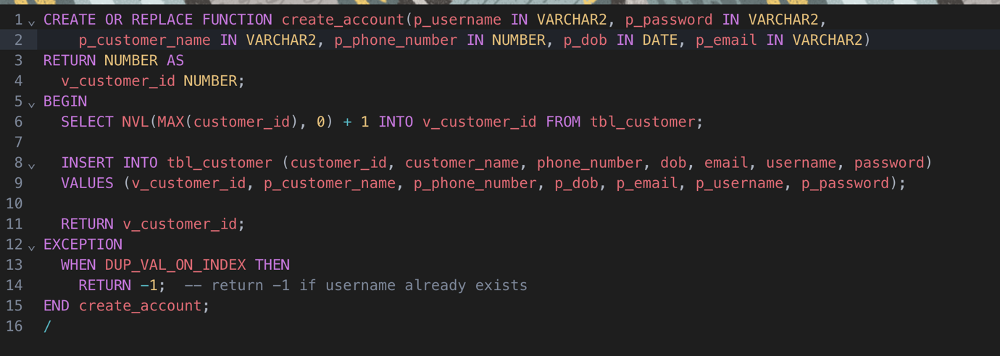 1 CREATE OR REPLACE FUNCTION create_account(p_username IN VARCHAR2, p_password IN VARCHAR2,
2     p_customer_name IN VARCHAR2, p_phone_number IN NUMBER, p_dob IN DATE, p_email IN VARCHAR2)
3 RETURN NUMBER AS
4   v_customer_id NUMBER;
5 BEGIN
6   SELECT NVL(MAX(customer_id), 0) + 1 INTO v_customer_id FROM tbl_customer;
7
8   INSERT INTO tbl_customer (customer_id, customer_name, phone_number, dob, email, username, password)
9   VALUES (v_customer_id, p_customer_name, p_phone_number, p_dob, p_email, p_username, p_password);
10
11   RETURN v_customer_id;
12 EXCEPTION
13   WHEN DUP_VAL_ON_INDEX THEN
14     RETURN -1;  -- return -1 if username already exists
15 END create_account;
16 /